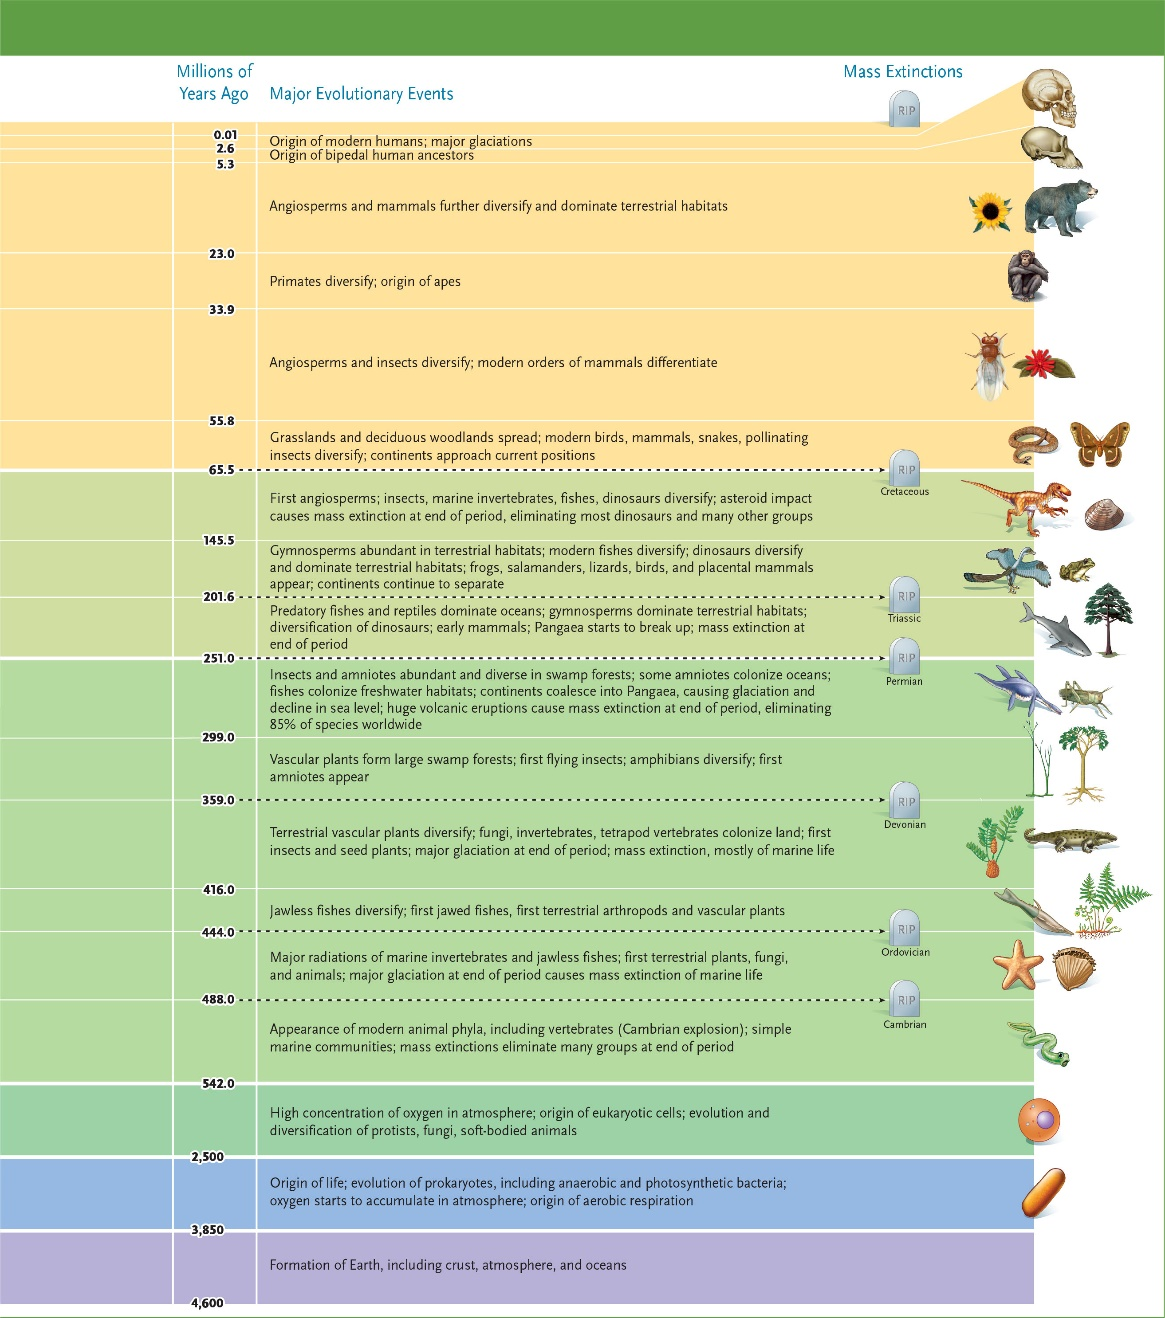 Millions of
Years Ago
Major Evolutionary Events
Mass Extinctions
RIP
0.01
Origin of modern humans; major glaciations
2.6
Origin of bipedal human ancestors
5.3
Angiosperms and mammals further diversify and dominate terrestrial habitats
23.0
Primates diversify; origin of apes
33.9
Angiosperms and insects diversify; modern orders of mammals differentiate
55.8
Grasslands and deciduous woodlands spread; modern birds, mammals, snakes, pollinating
insects diversify; continents approach current positions
65.5
RIP
Cretaceous
First angiosperms; insects, marine invertebrates, fishes, dinosaurs diversify; asteroid impact
causes mass extinction at end of period, eliminating most dinosaurs and many other groups
145.5
Gymnosperms abundant in terrestrial habitats; modern fishes diversify; dinosaurs diversify
and dominate terrestrial habitats; frogs, salamanders, lizards, birds, and placental mammals
appear; continents continue to separate
201.6
RIP
Triassic
Predatory fishes and reptiles dominate oceans; gymnosperms dominate terrestrial habitats;
diversification of dinosaurs; early mammals; Pangaea starts to break up; mass extinction at
end of period
251.0
RIP
Permian
Insects and amniotes abundant and diverse in swamp forests; some amniotes colonize oceans;
fishes colonize freshwater habitats; continents coalesce into Pangaea, causing glaciation and
decline in sea level; huge volcanic eruptions cause mass extinction at end of period, eliminating
85% of species worldwide
299.0
Vascular plants form large swamp forests; first flying insects; amphibians diversify; first
amniotes appear
359.0
RIP
Devonian
Terrestrial vascular plants diversify; fungi, invertebrates, tetrapod vertebrates colonize land; first
insects and seed plants; major glaciation at end of period; mass extinction, mostly of marine life
416.0
Jawless fishes diversify; first jawed fishes, first terrestrial arthropods and vascular plants
444.0
RIP
Ordovician
Major radiations of marine invertebrates and jawless fishes; first terrestrial plants, fungi,
and animals; major glaciation at end of period causes mass extinction of marine life
488.0
RIP
Cambrian
Appearance of modern animal phyla, including vertebrates (Cambrian explosion); simple
marine communities; mass extinctions eliminate many groups at end of period
542.0
High concentration of oxygen in atmosphere; origin of eukaryotic cells; evolution and
diversification of protists, fungi, soft-bodied animals
2,500
Origin of life; evolution of prokaryotes, including anaerobic and photosynthetic bacteria;
oxygen starts to accumulate in atmosphere; origin of aerobic respiration
3,850
Formation of Earth, including crust, atmosphere, and oceans
4,600